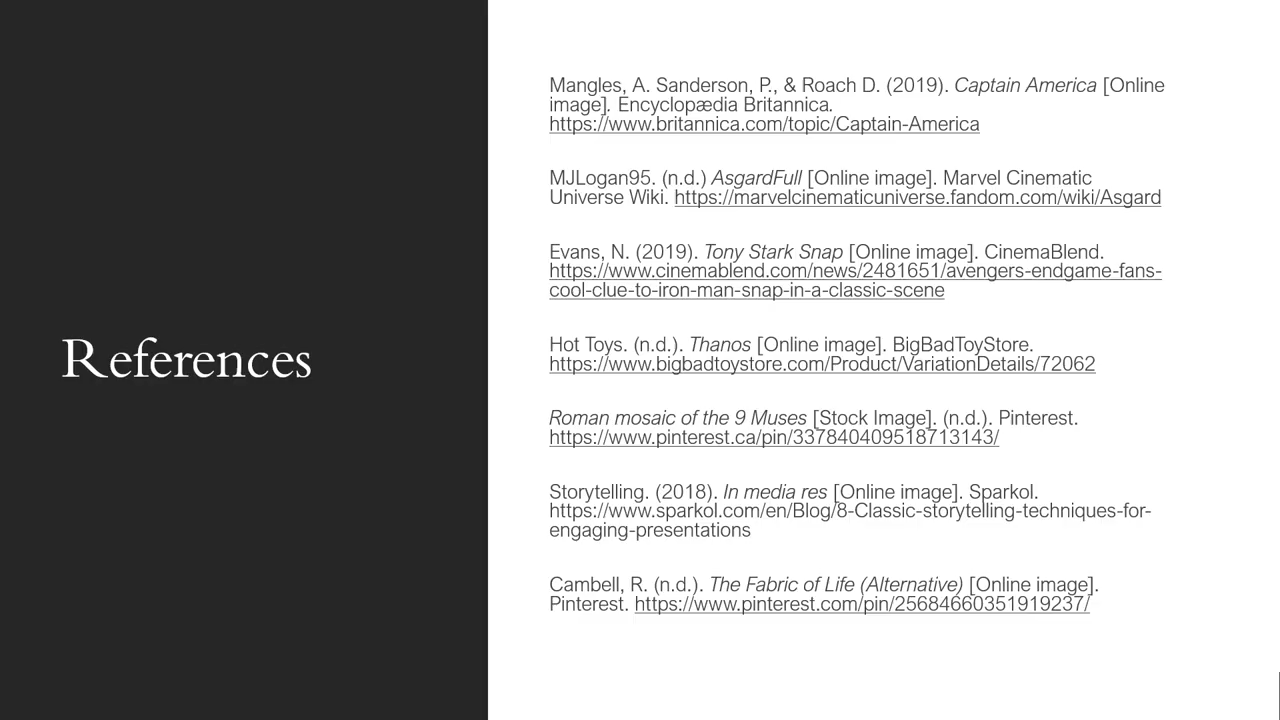 References
Mangles, A. Sanderson, P., & Roach D. (2019). Captain America [Online
image]. Encyclopædia Britannica.
https://www.britannica.com/topic/Captain-America
MJLogan95. (n.d.) AsgardFull [Online image]. Marvel Cinematic
Universe Wiki. https://marvelcinematicuniverse.fandom.com/wiki/Asgard
Evans, N. (2019). Tony Stark Snap [Online image]. CinemaBlend.
https://www.cinemablend.com/news/2481651/avengers-endgame-fans-
cool-clue-to-iron-man-snap-in-a-classic-scene
Hot Toys. (n.d.). Thanos [Online image]. BigBadToyStore.
https://www.bigbadtoystore.com/Product/VariationDetails/72062
Roman mosaic of the 9 Muses [Stock Image]. (n.d.). Pinterest.
https://www.pinterest.ca/pin/337840409518713143/
Storytelling. (2018). In media res [Online image]. Sparkol.
https://www.sparkol.com/en/Blog/8-Classic-storytelling-techniques-for-
engaging-presentations
Cambell, R. (n.d.). The Fabric of Life (Alternative) [Online image].
Pinterest. https://www.pinterest.com/pin/25684660351919237/